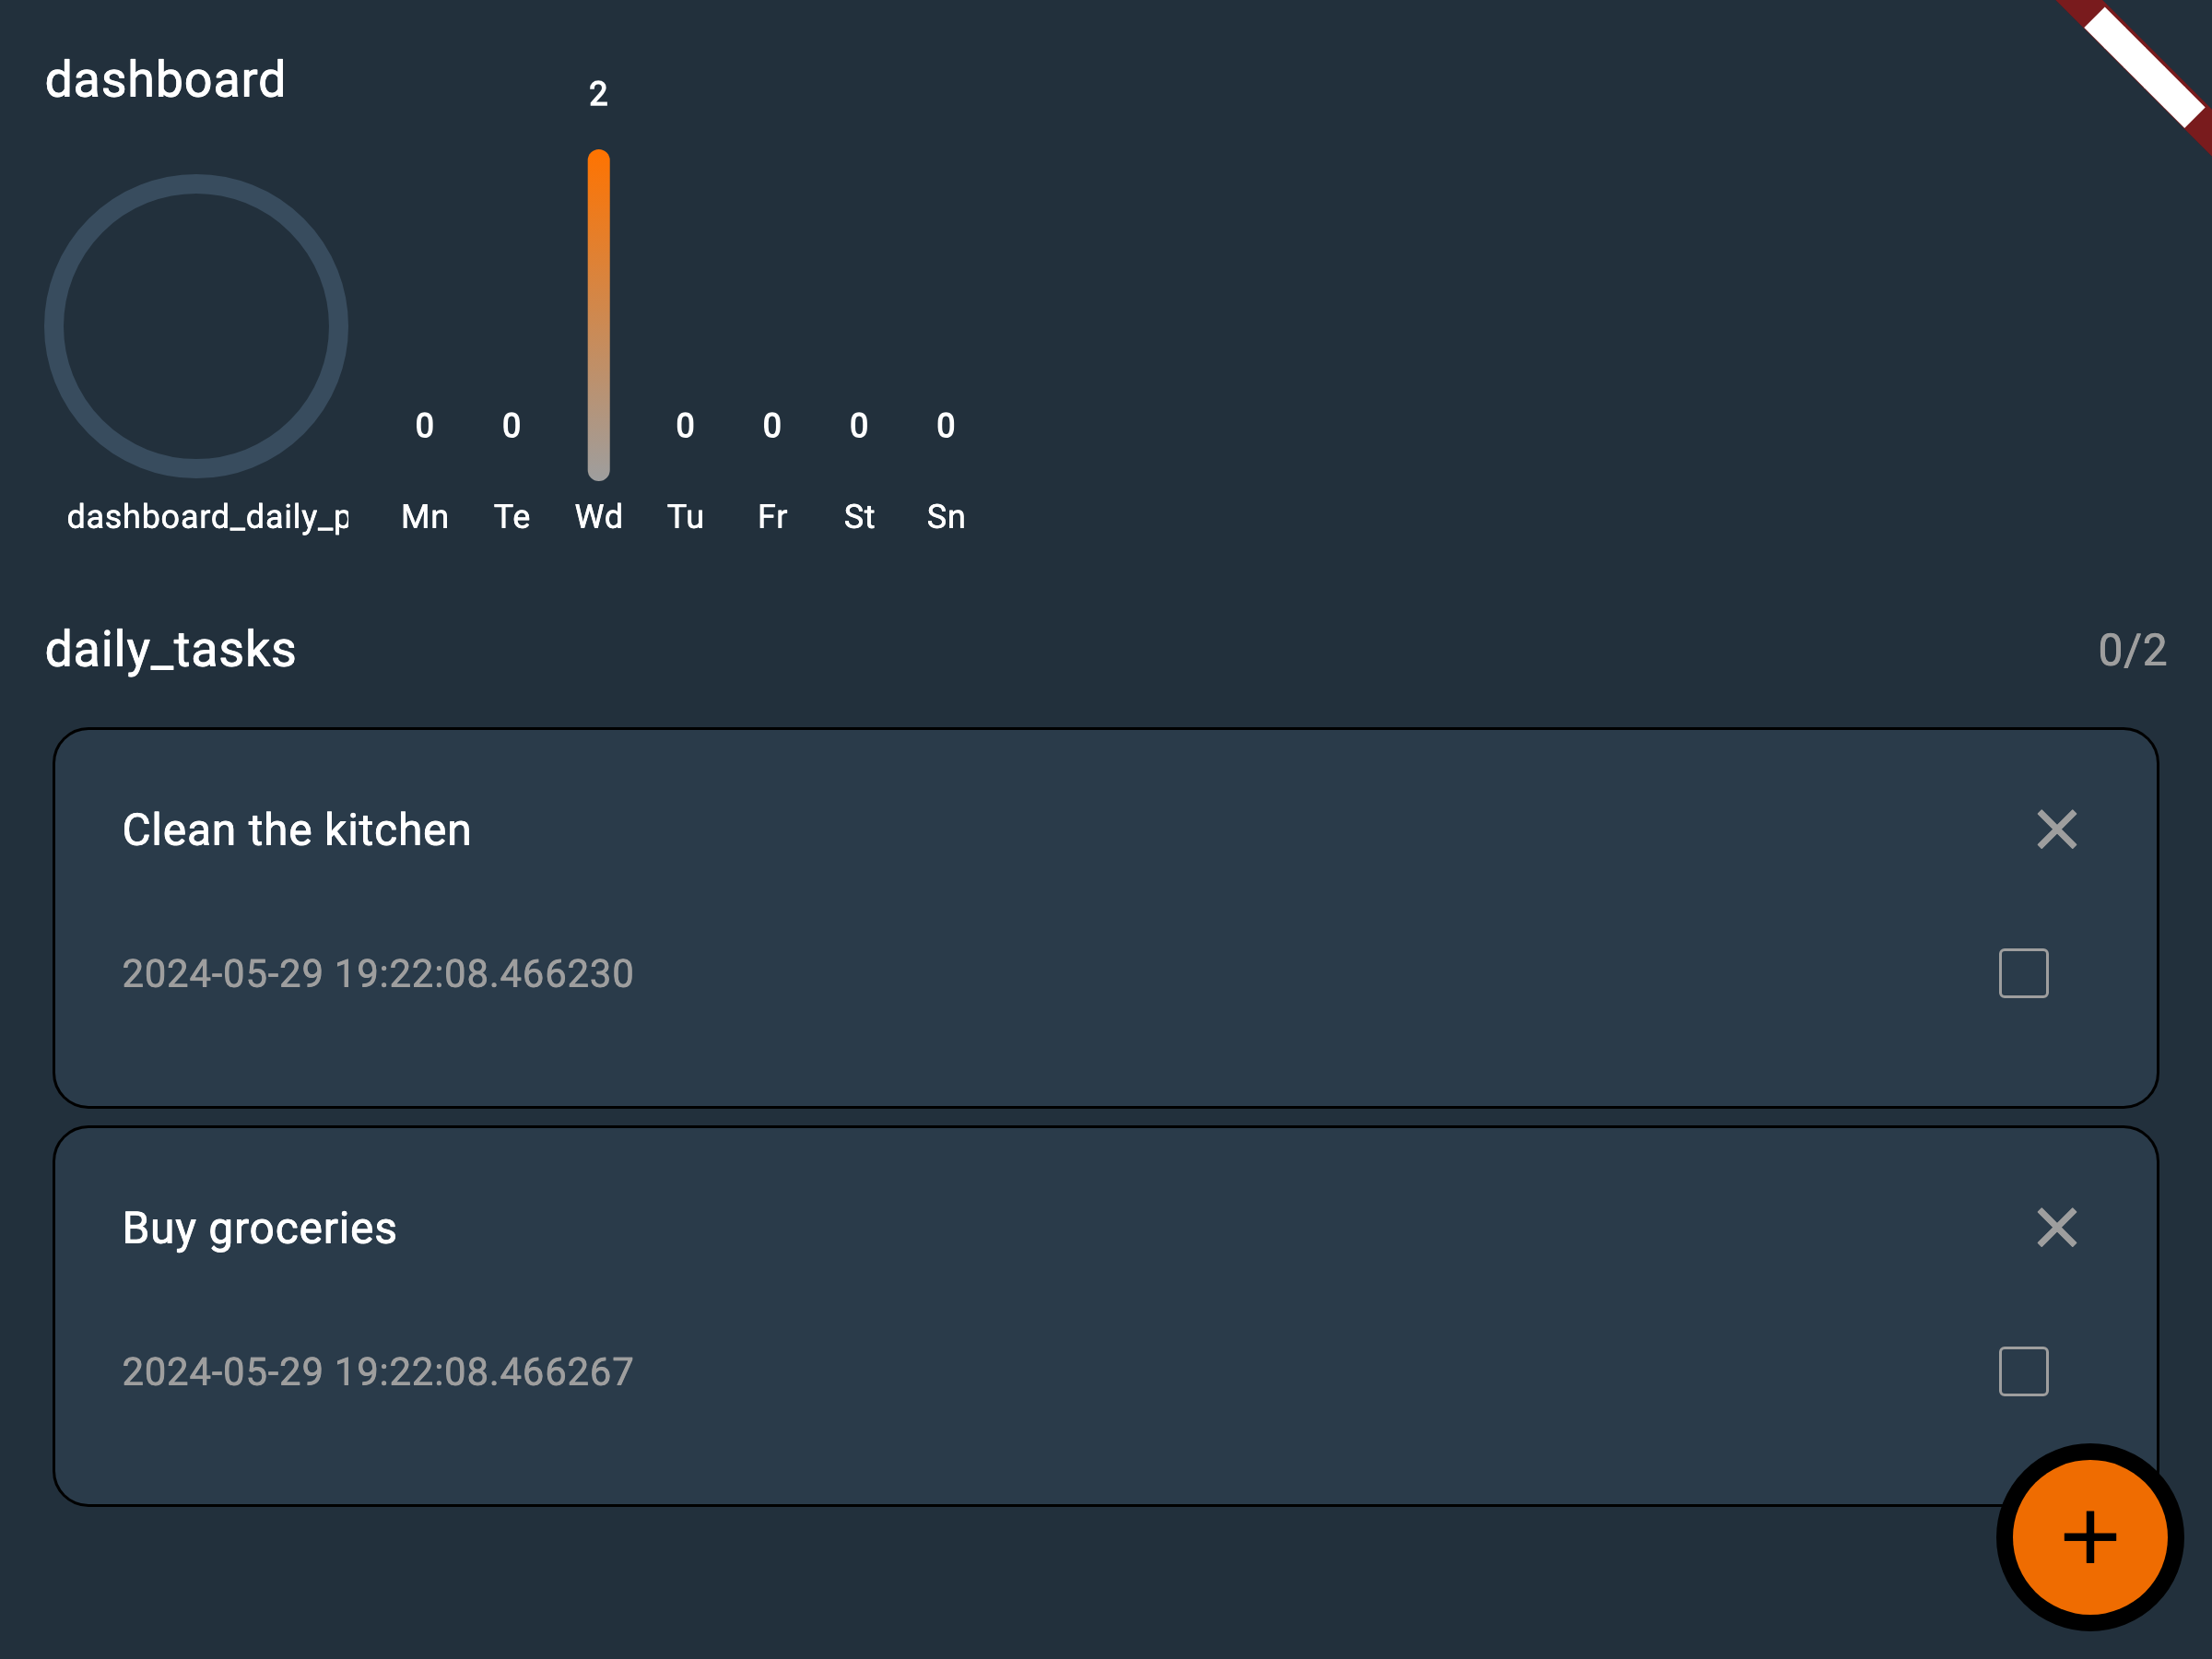 dashboard
2
0 0 0 0 0 0
dashboard_daily_p Mn Te Wd Tu Fr St Sn
daily_tasks 0/2
Clean the kitchen
2024-05-29 19:22:08.466230
Buy groceries
2024-05-29 19:22:08.466267